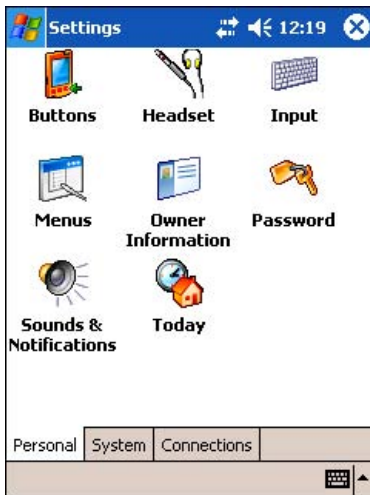 Settings 12:19
Buttons Headset Input
Menus Owner Information Password
Sounds & Notifications Today
Personal System Connections